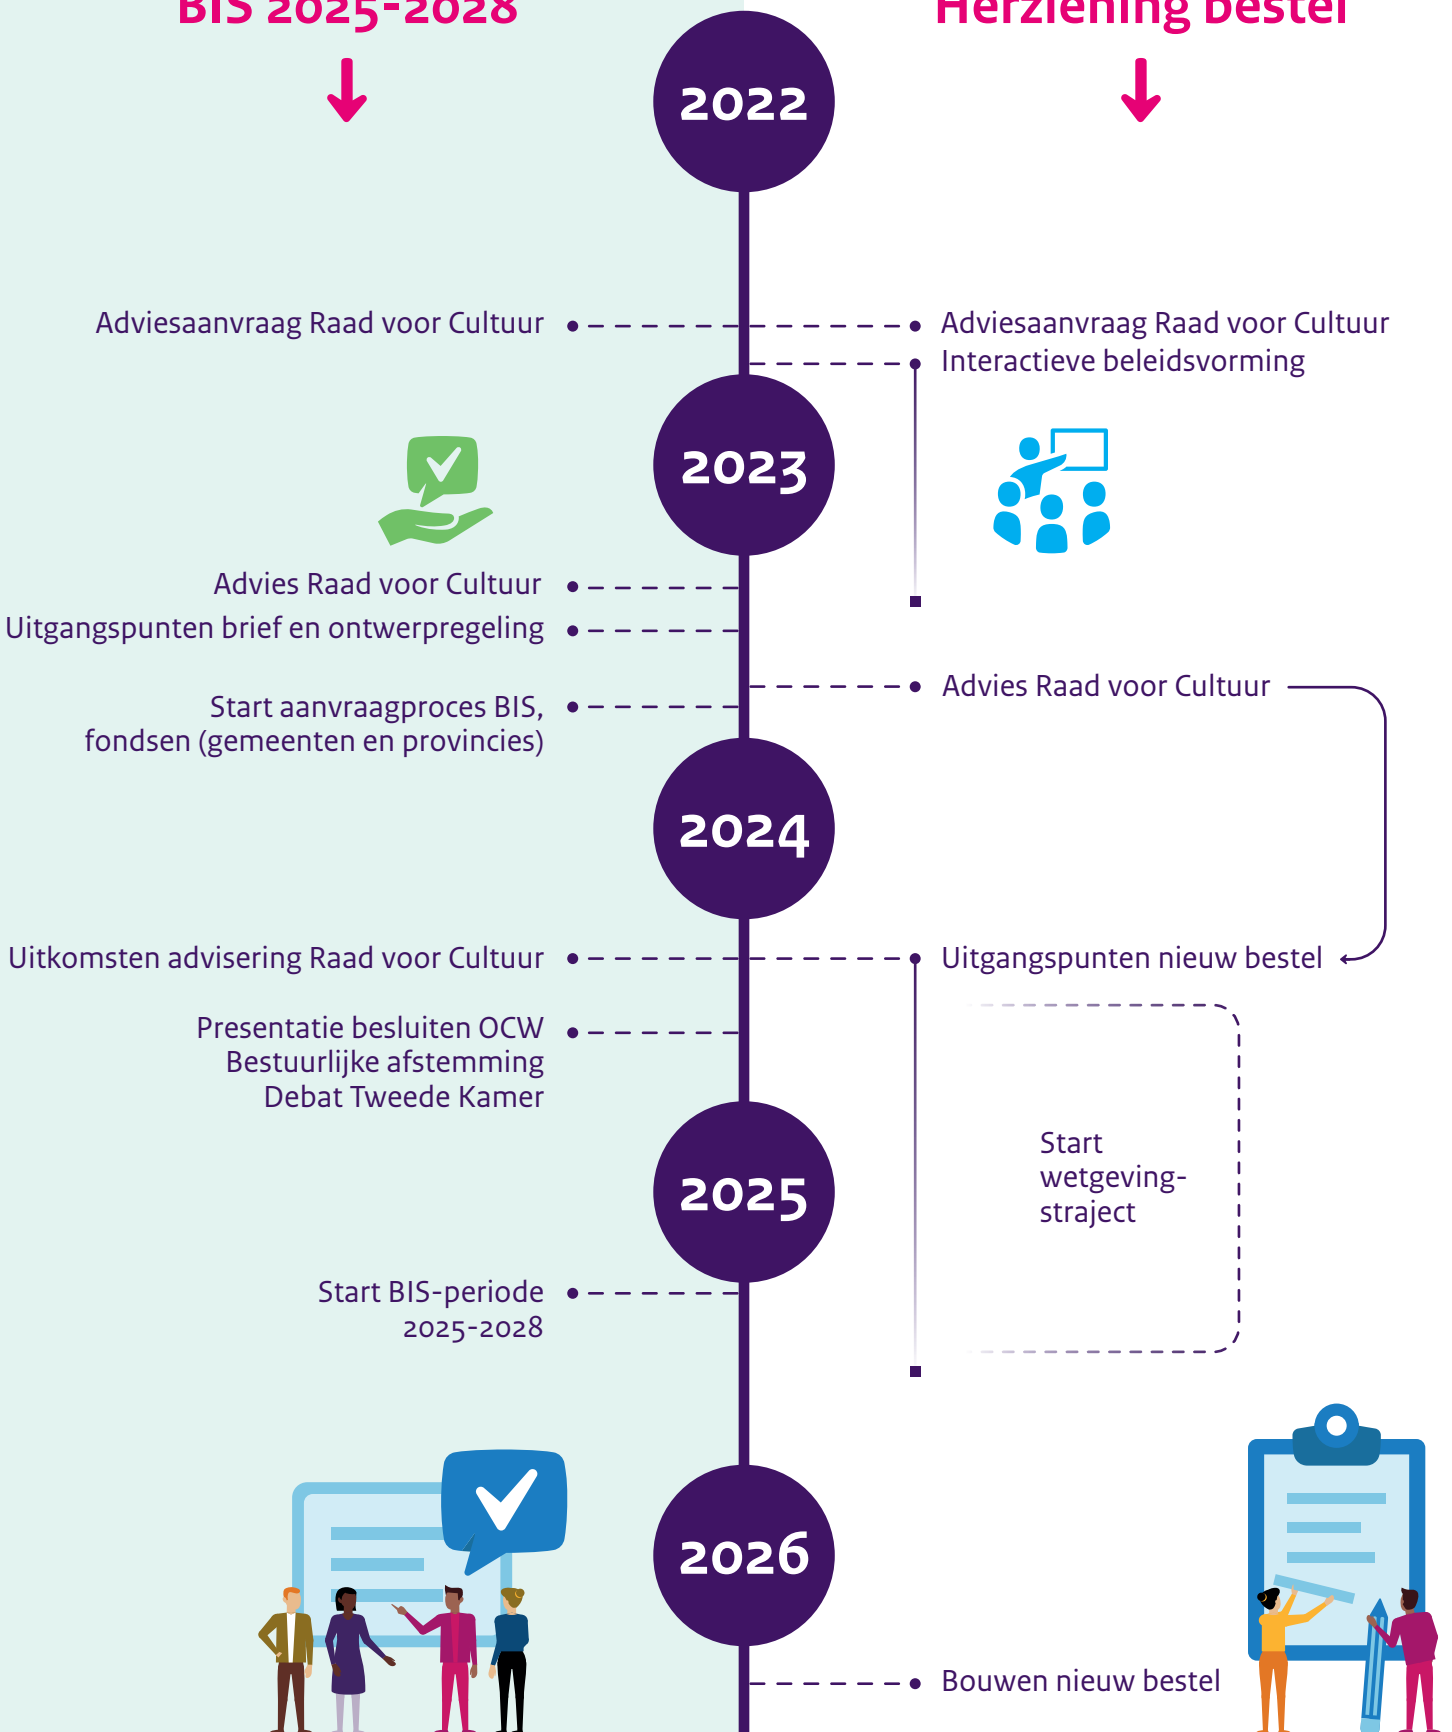 BIS 2025-2028
Herziening bestel
2022
Adviesaanvraag Raad voor Cultuur
Adviesaanvraag Raad voor Cultuur
Interactieve beleidsvorming
2023
Advies Raad voor Cultuur
Uitgangspunten brief en ontwerpregeling
Advies Raad voor Cultuur
Start aanvraagproces BIS,
fondsen (gemeenten en provincies)
2024
Uitkomsten advisering Raad voor Cultuur
Uitgangspunten nieuw bestel
Presentatie besluiten OCW
Bestuurlijke afstemming
Debat Tweede Kamer
Start
wetgeving-
straject
2025
Start BIS-periode
2025-2028
2026
Bouwen nieuw bestel